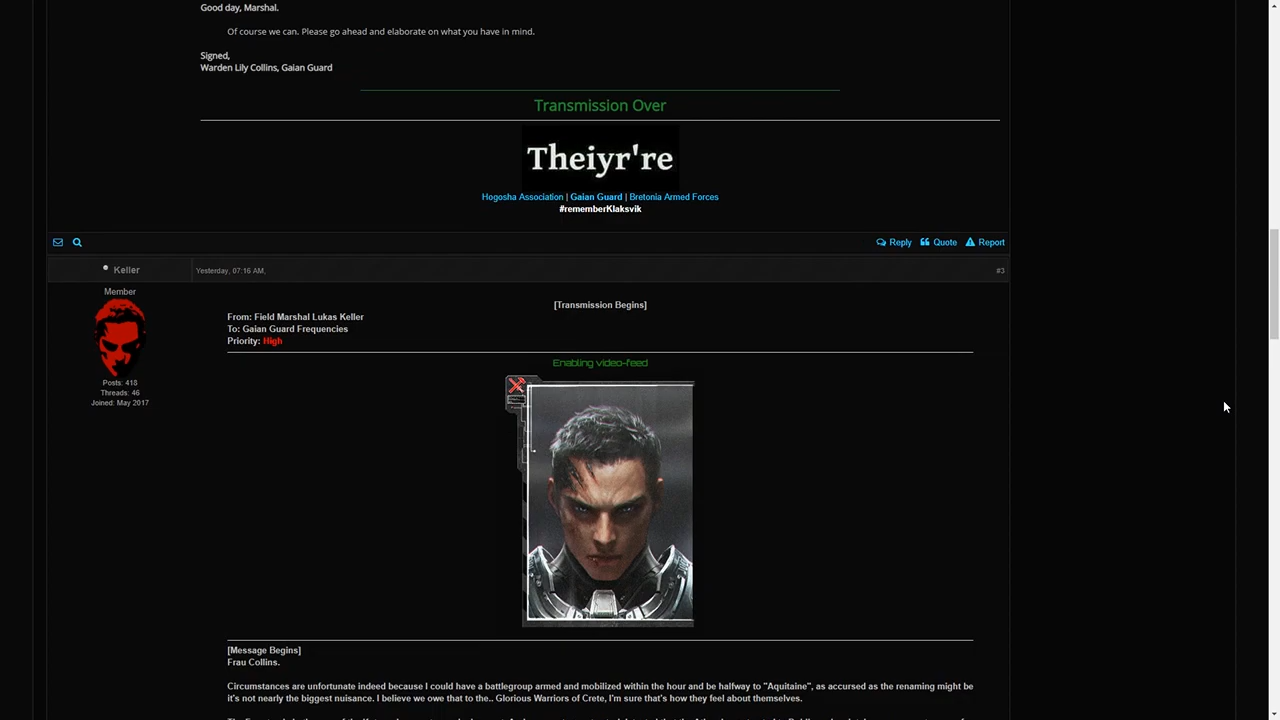 Good day, Marshal.
Of course we can. Please go ahead and elaborate on what you have in mind.
Signed,
Warden Lily Collins, Gaian Guard
Transmission Over
Theiyr're
Hogosha Association | Gaian Guard | Bretonia Armed Forces
#rememberKlaksvik
Reply Quote Report
Keller
Yesterday, 07:16 AM,
#3
Member
Posts: 418
Threads: 46
Joined: May 2017
[Transmission Begins]
From: Field Marshal Lukas Keller
To: Gaian Guard Frequencies
Priority: High
Enabling video-feed
[Message Begins]
Frau Collins.
Circumstances are unfortunate indeed because I could have a battlegroup armed and mobilized within the hour and be halfway to "Aquitaine", as accursed as the renaming might be
it's not nearly the biggest nuisance. I believe we owe that to the.. Glorious Warriors of Crete, I'm sure that's how they feel about themselves.